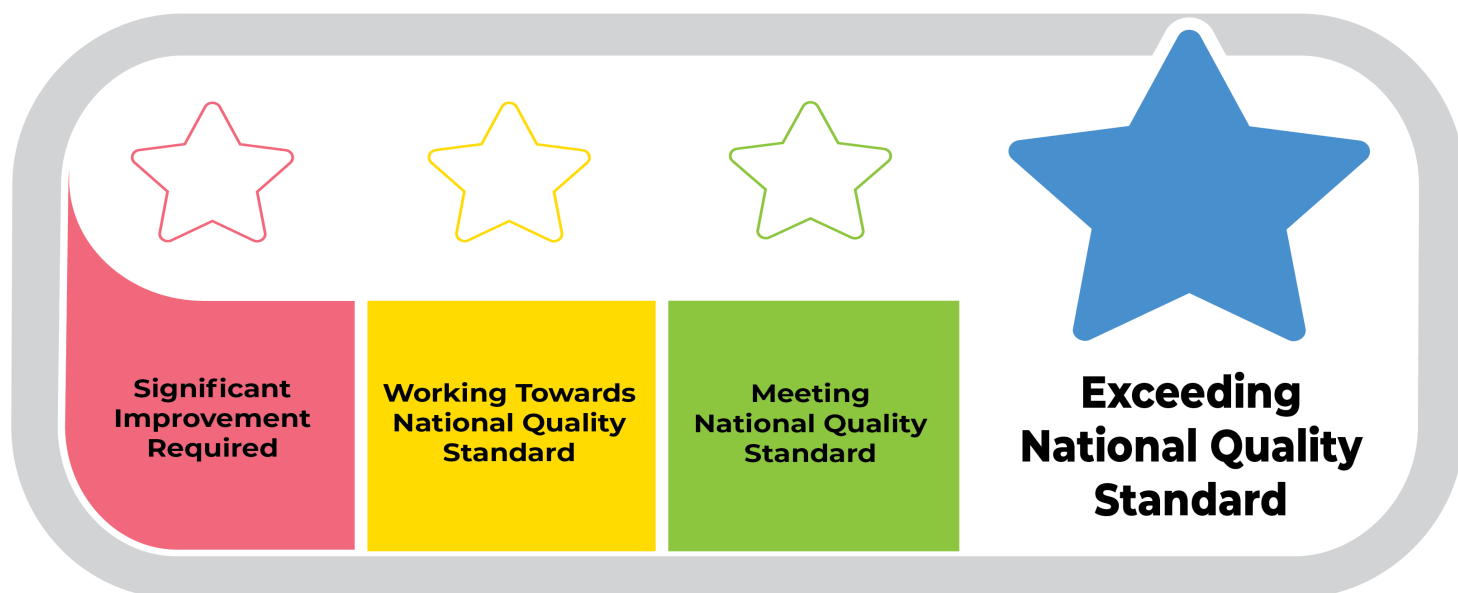 Significant
Improvement
Required
Working Towards
National Quality
Standard
Meeting
National Quality
Standard
Exceeding
National Quality
Standard